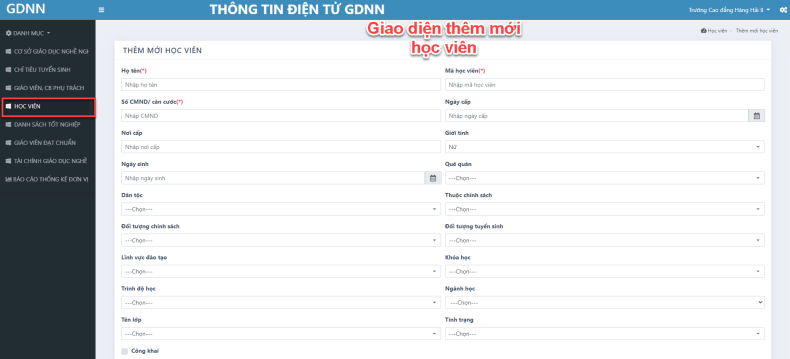 GDNN
THÔNG TIN ĐIỆN TỬ GDNN
Trường Cao đẳng Hàng Hải II
Giao diện thêm mới
học viên
Học viên
Thêm mới học viên
DANH MỤC
CƠ SỞ GIÁO DỤC NGHỀ NGH
CHỈ TIÊU TUYỂN SINH
GIÁO VIÊN, CB PHỤ TRÁCH
HỌC VIÊN
DANH SÁCH TỐT NGHIỆP
GIÁO VIÊN ĐẠT CHUẨN
TÀI CHÍNH GIÁO DỤC NGHỀ
BÁO CÁO THỐNG KÊ ĐƠN VỊ
THÊM MỚI HỌC VIÊN
Họ tên(*)
Mã học viên(*)
Nhập họ tên
Nhập mã học viên
Số CMND/ căn cước(*)
Ngày cấp
Nhập CMND
Nhập ngày cấp
Nơi cấp
Giới tính
Nhập nơi cấp
Nữ
Ngày sinh
Quê quán
Nhập ngày sinh
---Chọn---
Dân tộc
Thuộc chính sách
---Chọn---
---Chọn---
Đối tượng chính sách
Đối tượng tuyển sinh
---Chọn---
---Chọn---
Lĩnh vực đào tạo
Khóa học
---Chọn---
---Chọn---
Trình độ học
Ngành học
---Chọn---
---Chọn---
Tên lớp
Tình trạng
---Chọn---
---Chọn---
Công khai